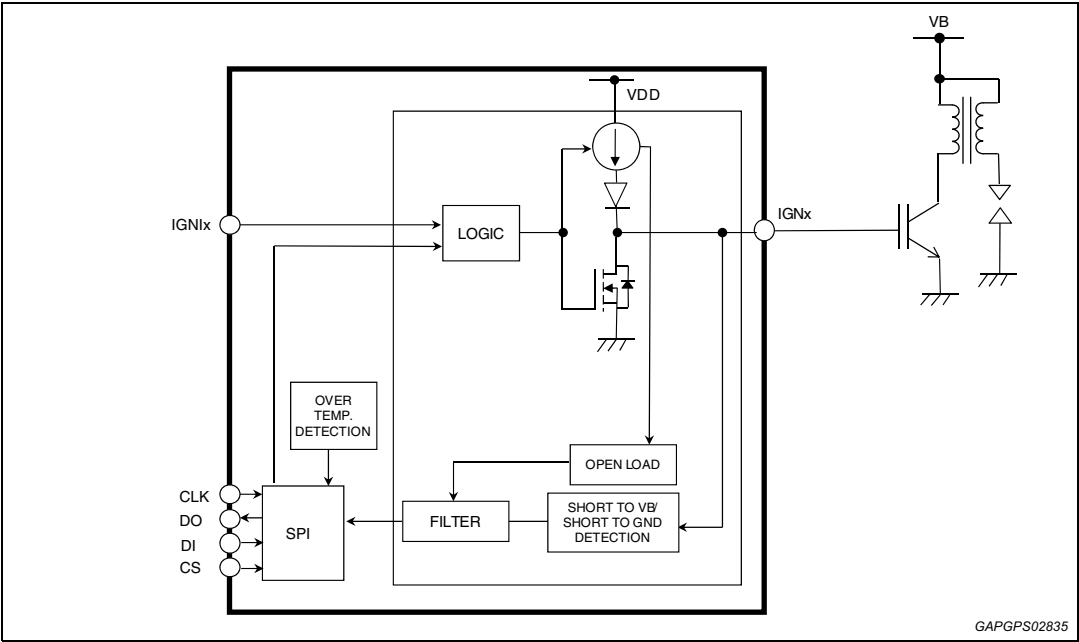 VB
VDD
IGNIx
LOGIC
IGNx
OVER
TEMP.
DETECTION
OPEN LOAD
CLK
DO
DI
CS
SPI
FILTER
SHORT TO VB/
SHORT TO GND
DETECTION
GAPGPS02835